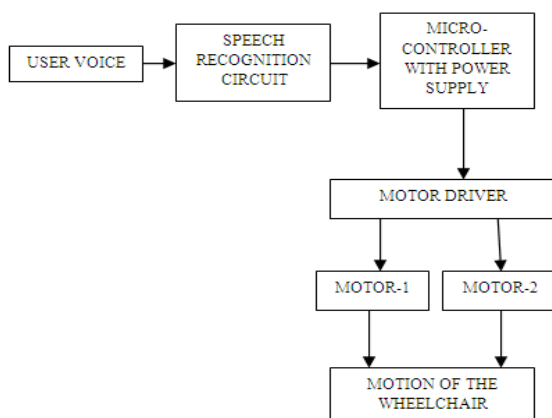 USER VOICE
SPEECH
RECOGNITION
CIRCUIT
MICRO-
CONTROLLER
WITH POWER
SUPPLY
MOTOR DRIVER
MOTOR-1
MOTOR-2
MOTION OF THE
WHEELCHAIR